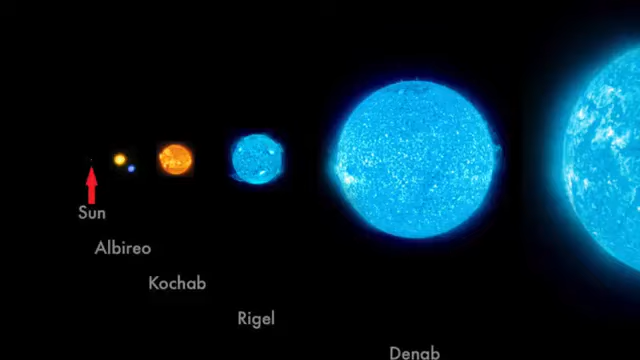 Sun
Albireo
Kochab
Rigel
Denab